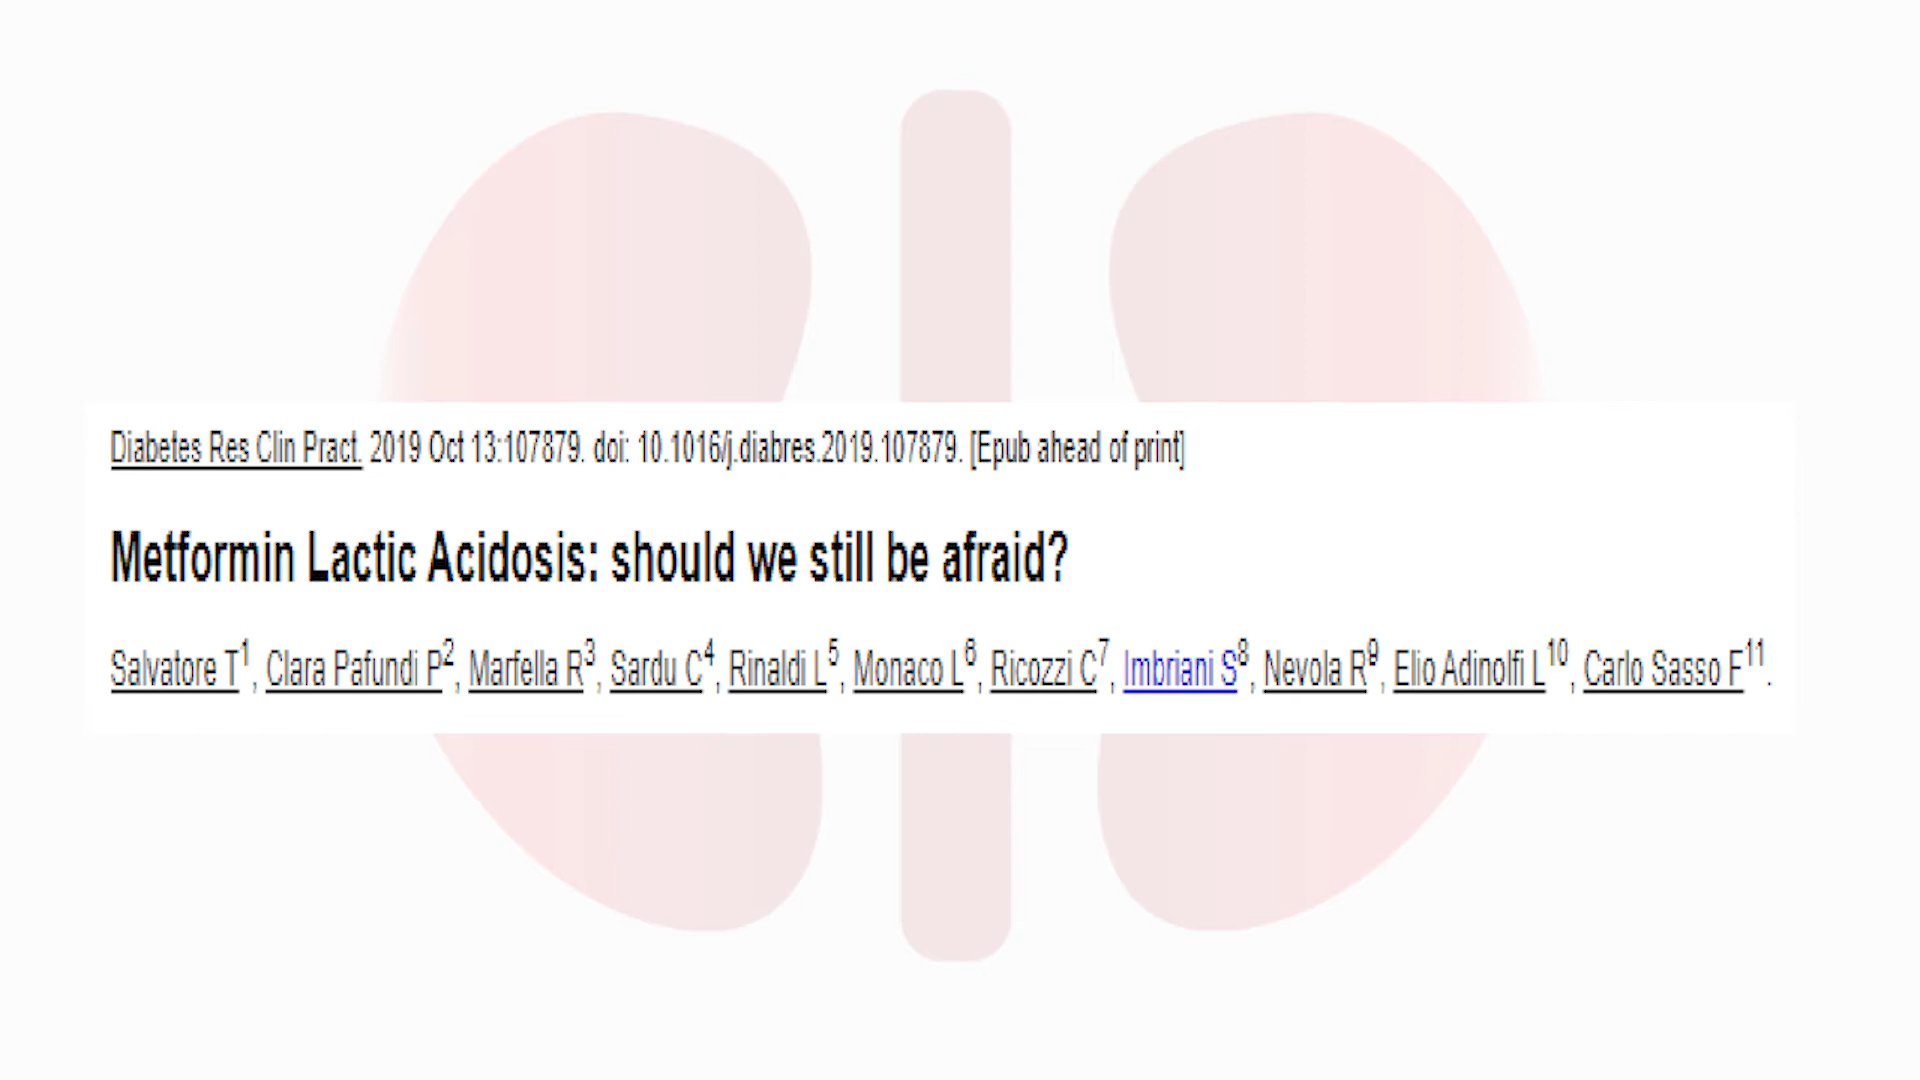 Diabetes Res Clin Pract. 2019 Oct 13:107879. doi: 10.1016/j.diabres.2019.107879. [Epub ahead of print]
Metformin Lactic Acidosis: should we still be afraid?
Salvatore T1, Clara Pafundi P2, Marfella R3, Sardu C4, Rinaldi L5, Monaco L6, Ricozzi C7, Imbriani S8, Nevola R9, Elio Adinolfi L10, Carlo Sasso F11.